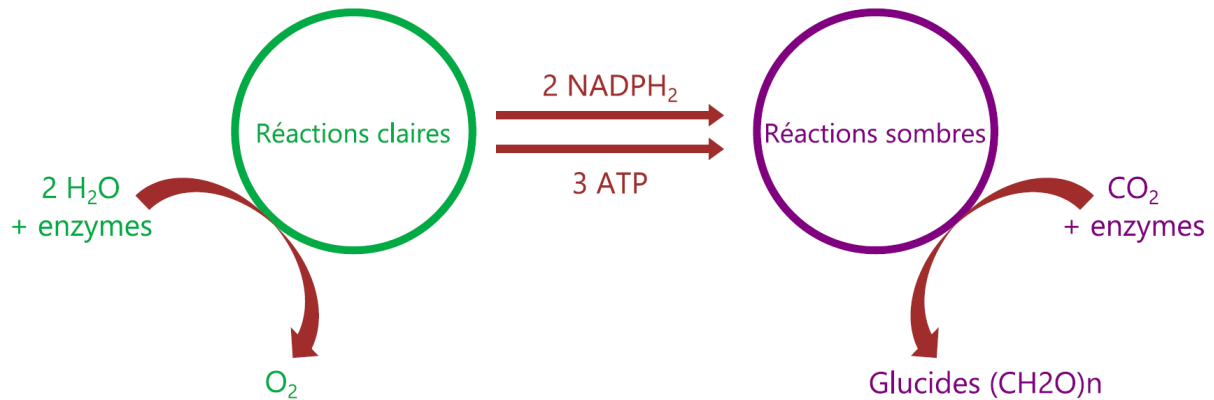 Réactions claires
2 NADPH₂
3 ATP
Réactions sombres
2 H₂O
+ enzymes
CO₂
+ enzymes
O₂
Glucides (CH2O)n